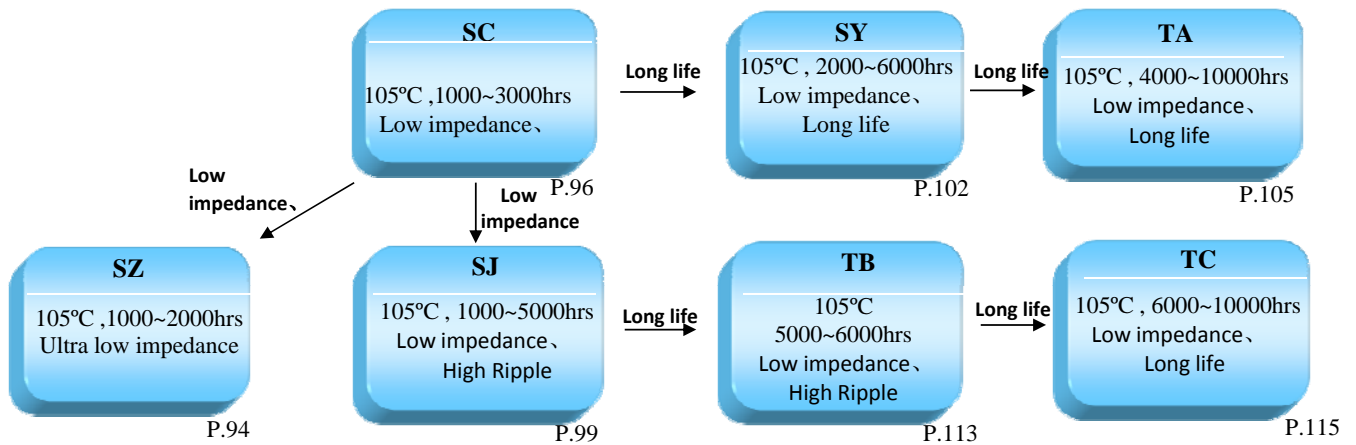 SC
105ºC ,1000~3000hrs
Low impedance、
P.96
Long life
SY
105ºC , 2000~6000hrs
Low impedance、
Long life
P.102
Long life
TA
105ºC , 4000~10000hrs
Low impedance、
Long life
P.105
Low
impedance、
Low
impedance
SZ
105ºC ,1000~2000hrs
Ultra low impedance
P.94
SJ
105ºC , 1000~5000hrs
Low impedance、
High Ripple
P.99
Long life
TB
105ºC
5000~6000hrs
Low impedance、
High Ripple
P.113
Long life
TC
105ºC , 6000~10000hrs
Low impedance、
Long life
P.115